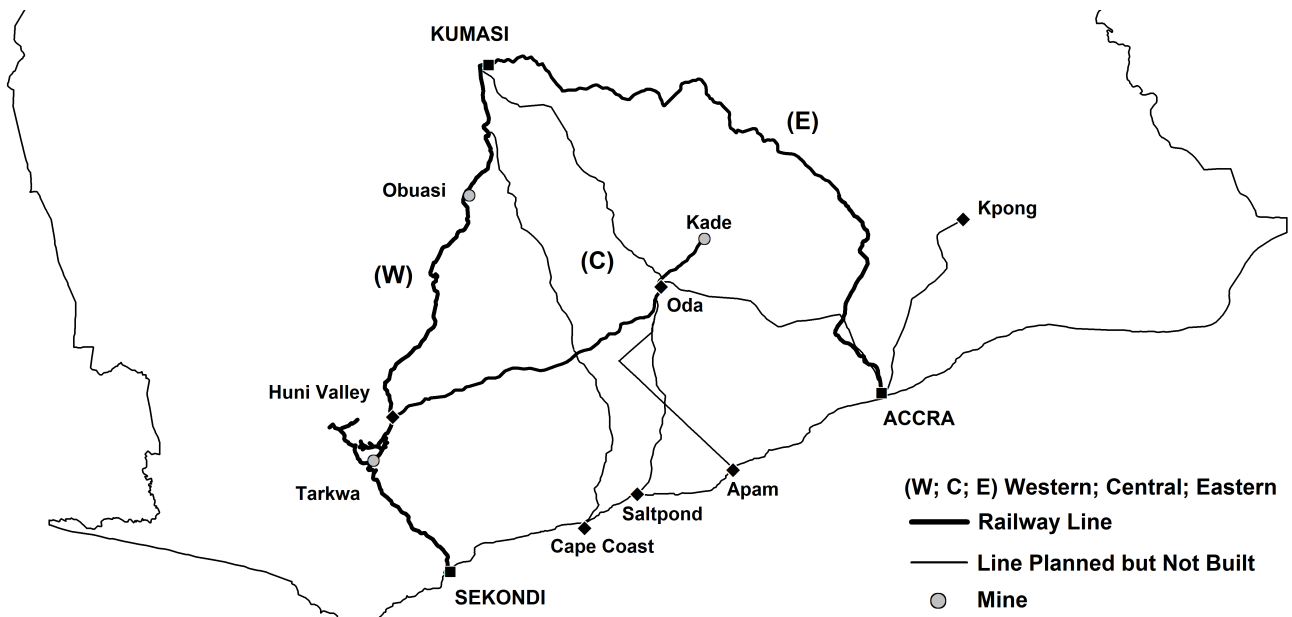 KUMASI
(E)
Obuasi
Kpong
Kade
(W)
(C)
Oda
Huni Valley
ACCRA
Tarkwa
Apam
(W; C; E) Western; Central; Eastern
Saltpond
Railway Line
Cape Coast
Line Planned but Not Built
SEKONDI
Mine